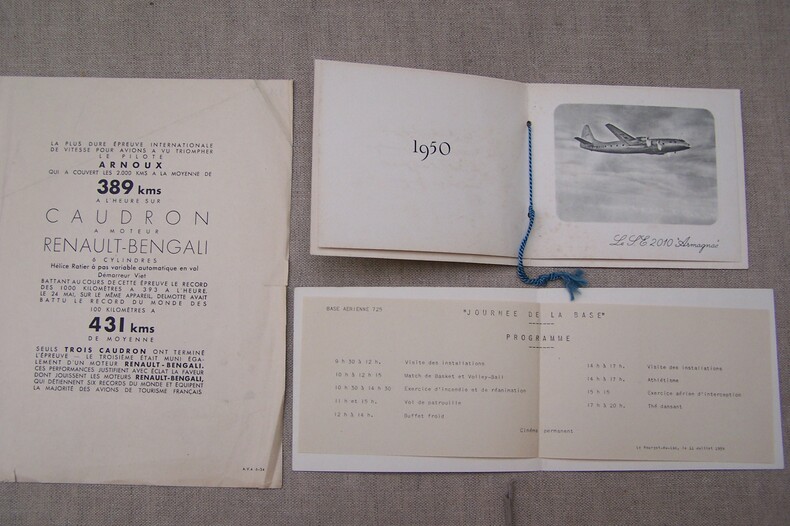 LA PLUS DURE ÉPREUVE INTERNATIONALE
DE VITESSE POUR AVIONS A VU TRIOMPHER
LE PILOTE
ARNOUX
QUI A COUVERT LES 2.000 KMS A LA MOYENNE DE
389 kms
A L'HEURE SUR
CAUDRON
A MOTEUR
RENAULT-BENGALI
6 CYLINDRES
Hélice Ratier à pas variable automatique en vol
Démarreur Viet
BATTANT AU COURS DE CETTE ÉPREUVE LE RECORD
DES 1000 KILOMÈTRES A 393 A L'HEURE.
LE 24 MAI, SUR LE MÊME APPAREIL, DELMOTTE AVAIT
BATTU LE RECORD DU MONDE DES
100 KILOMÈTRES A
431 kms
DE MOYENNE
SEULS TROIS CAUDRON ONT TERMINÉ
L'ÉPREUVE — LE TROISIÈME ÉTAIT MUNI ÉGA-
LEMENT D'UN MOTEUR RENAULT-BENGALI.
CES PERFORMANCES JUSTIFIENT AVEC ÉCLAT LA FAVEUR
DONT JOUISSENT LES MOTEURS RENAULT-BENGALI,
QUI DÉTIENNENT SIX RECORDS DU MONDE ET ÉQUIPENT
LA MAJORITÉ DES AVIONS DE TOURISME FRANÇAIS
1950
Le SE 2010 "Armagnac"
BASE AERIENNE 725
"JOURNEE DE LA BASE"
PROGRAMME
9 h 30 à 12 h. Visite des installations
10 h à 12 h 15 Match de Basket et Volley-Ball
10 h 30 à 14 h 30 Exercice d'incendie et de réanimation
11 h et 15 h. Vol de patrouille
12 h à 14 h. Buffet froid
14 h à 17 h. Visite des installations
14 h à 17 h. Athlétisme
15 h 15 Exercice aérien d'interception
17 h à 20 h. Thé dansant
Cinéma permanent